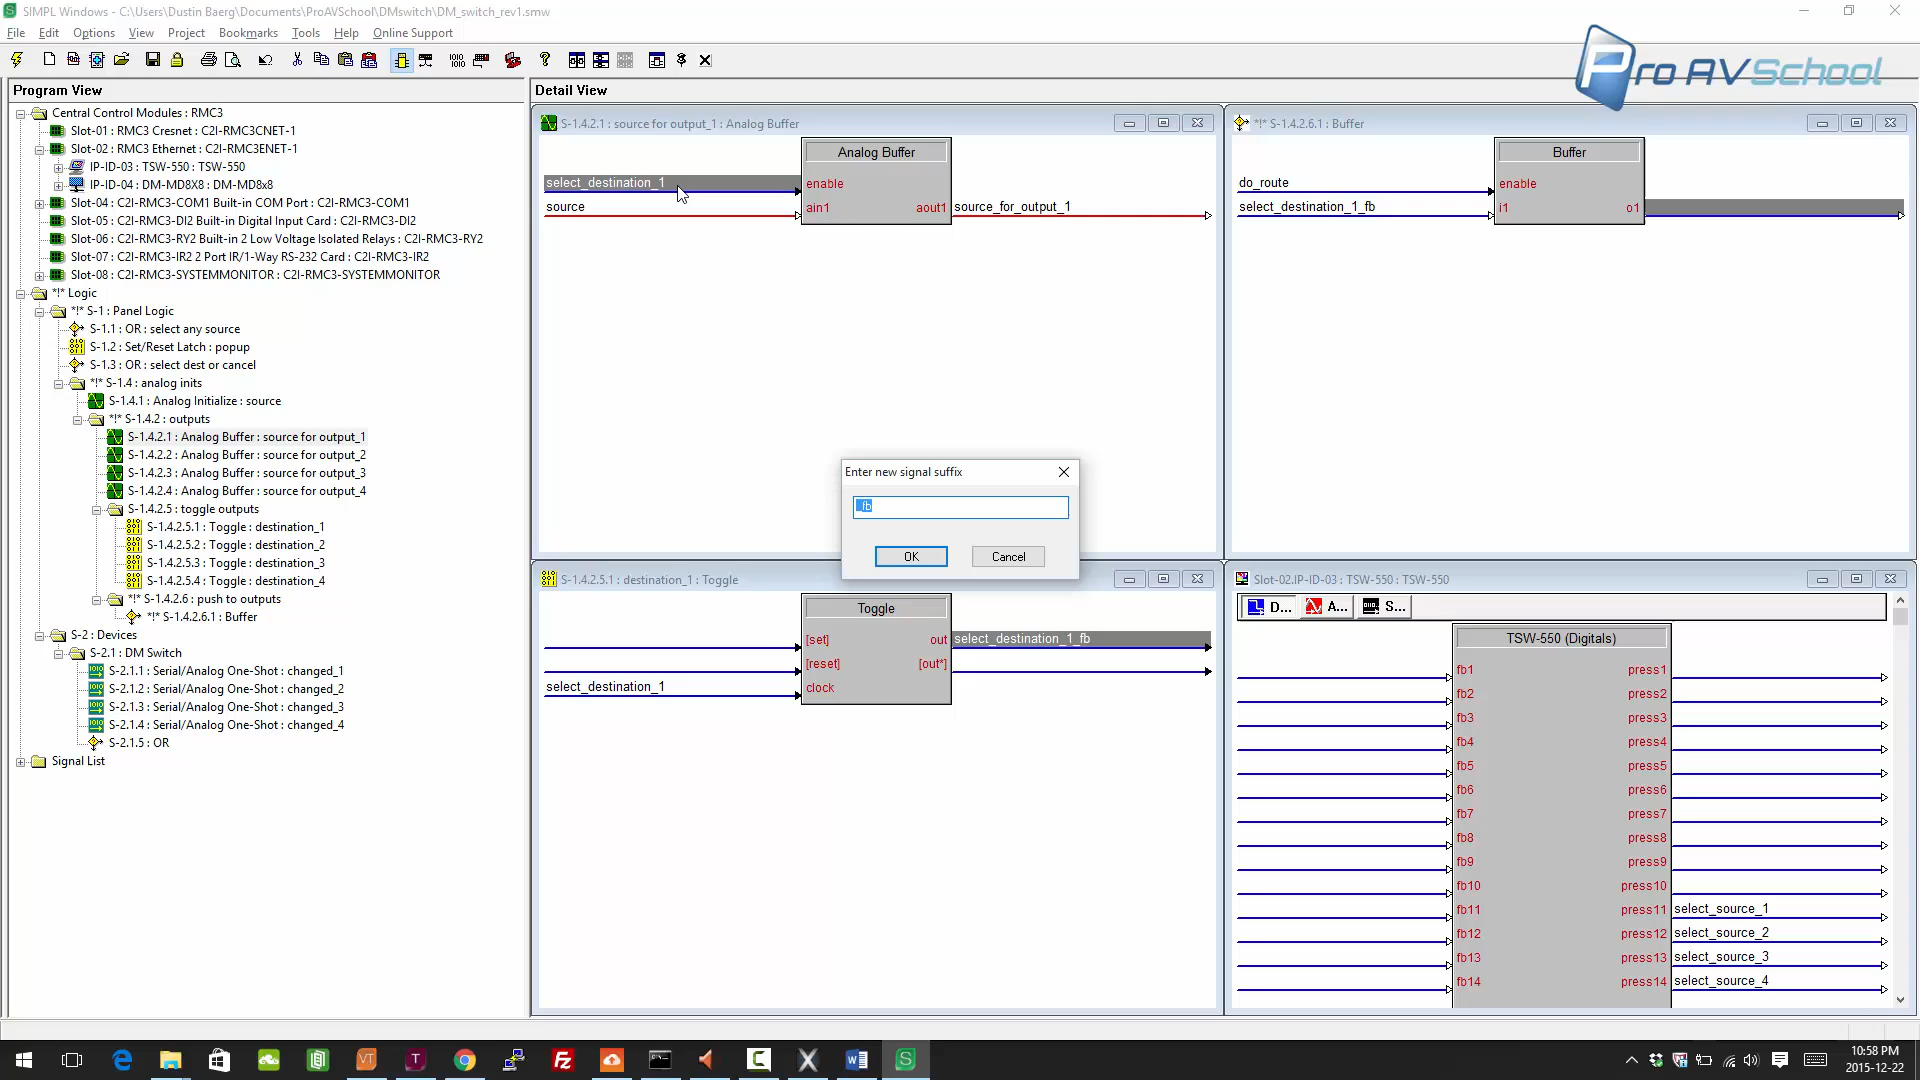 SIMPL Windows - C:\Users\Dustin Baerg\Documents\ProAVSchool\DMswitch\DM_switch_rev1.smw
File Edit Options View Project Bookmarks Tools Help Online Support
Pro AVSchool
Program View
Central Control Modules : RMC3
Slot-01 : RMC3 Cresnet : C2I-RMC3CNET-1
Slot-02 : RMC3 Ethernet : C2I-RMC3ENET-1
IP-ID-03 : TSW-550 : TSW-550
IP-ID-04 : DM-MD8X8 : DM-MD8x8
Slot-04 : C2I-RMC3-COM1 Built-in COM Port : C2I-RMC3-COM1
Slot-05 : C2I-RMC3-DI2 Built-in Digital Input Card : C2I-RMC3-DI2
Slot-06 : C2I-RMC3-RY2 Built-in 2 Low Voltage Isolated Relays : C2I-RMC3-RY2
Slot-07 : C2I-RMC3-IR2 2 Port IR/1-Way RS-232 Card : C2I-RMC3-IR2
Slot-08 : C2I-RMC3-SYSTEMMONITOR : C2I-RMC3-SYSTEMMONITOR
*!* Logic
*!* S-1 : Panel Logic
S-1.1 : OR : select any source
S-1.2 : Set/Reset Latch : popup
S-1.3 : OR : select dest or cancel
*!* S-1.4 : analog inits
S-1.4.1 : Analog Initialize : source
*!* S-1.4.2 : outputs
S-1.4.2.1 : Analog Buffer : source for output_1
S-1.4.2.2 : Analog Buffer : source for output_2
S-1.4.2.3 : Analog Buffer : source for output_3
S-1.4.2.4 : Analog Buffer : source for output_4
S-1.4.2.5 : toggle outputs
S-1.4.2.5.1 : Toggle : destination_1
S-1.4.2.5.2 : Toggle : destination_2
S-1.4.2.5.3 : Toggle : destination_3
S-1.4.2.5.4 : Toggle : destination_4
*!* S-1.4.2.6 : push to outputs
*!* S-1.4.2.6.1 : Buffer
S-2 : Devices
S-2.1 : DM Switch
S-2.1.1 : Serial/Analog One-Shot : changed_1
S-2.1.2 : Serial/Analog One-Shot : changed_2
S-2.1.3 : Serial/Analog One-Shot : changed_3
S-2.1.4 : Serial/Analog One-Shot : changed_4
S-2.1.5 : OR
Signal List
Detail View
S-1.4.2.1 : source for output_1 : Analog Buffer
Analog Buffer
select_destination_1 enable
source ain1 aout1 source_for_output_1
*!* S-1.4.2.6.1 : Buffer
Buffer
do_route enable
select_destination_1_fb i1 o1
Enter new signal suffix
_fb
OK Cancel
S-1.4.2.5.1 : destination_1 : Toggle
Toggle
[set] out select_destination_1_fb
[reset] [out*]
select_destination_1 clock
Slot-02.IP-ID-03 : TSW-550 : TSW-550
D... A... S...
TSW-550 (Digitals)
fb1 press1
fb2 press2
fb3 press3
fb4 press4
fb5 press5
fb6 press6
fb7 press7
fb8 press8
fb9 press9
fb10 press10
fb11 press11 select_source_1
fb12 press12 select_source_2
fb13 press13 select_source_3
fb14 press14 select_source_4
10:58 PM
2015-12-22